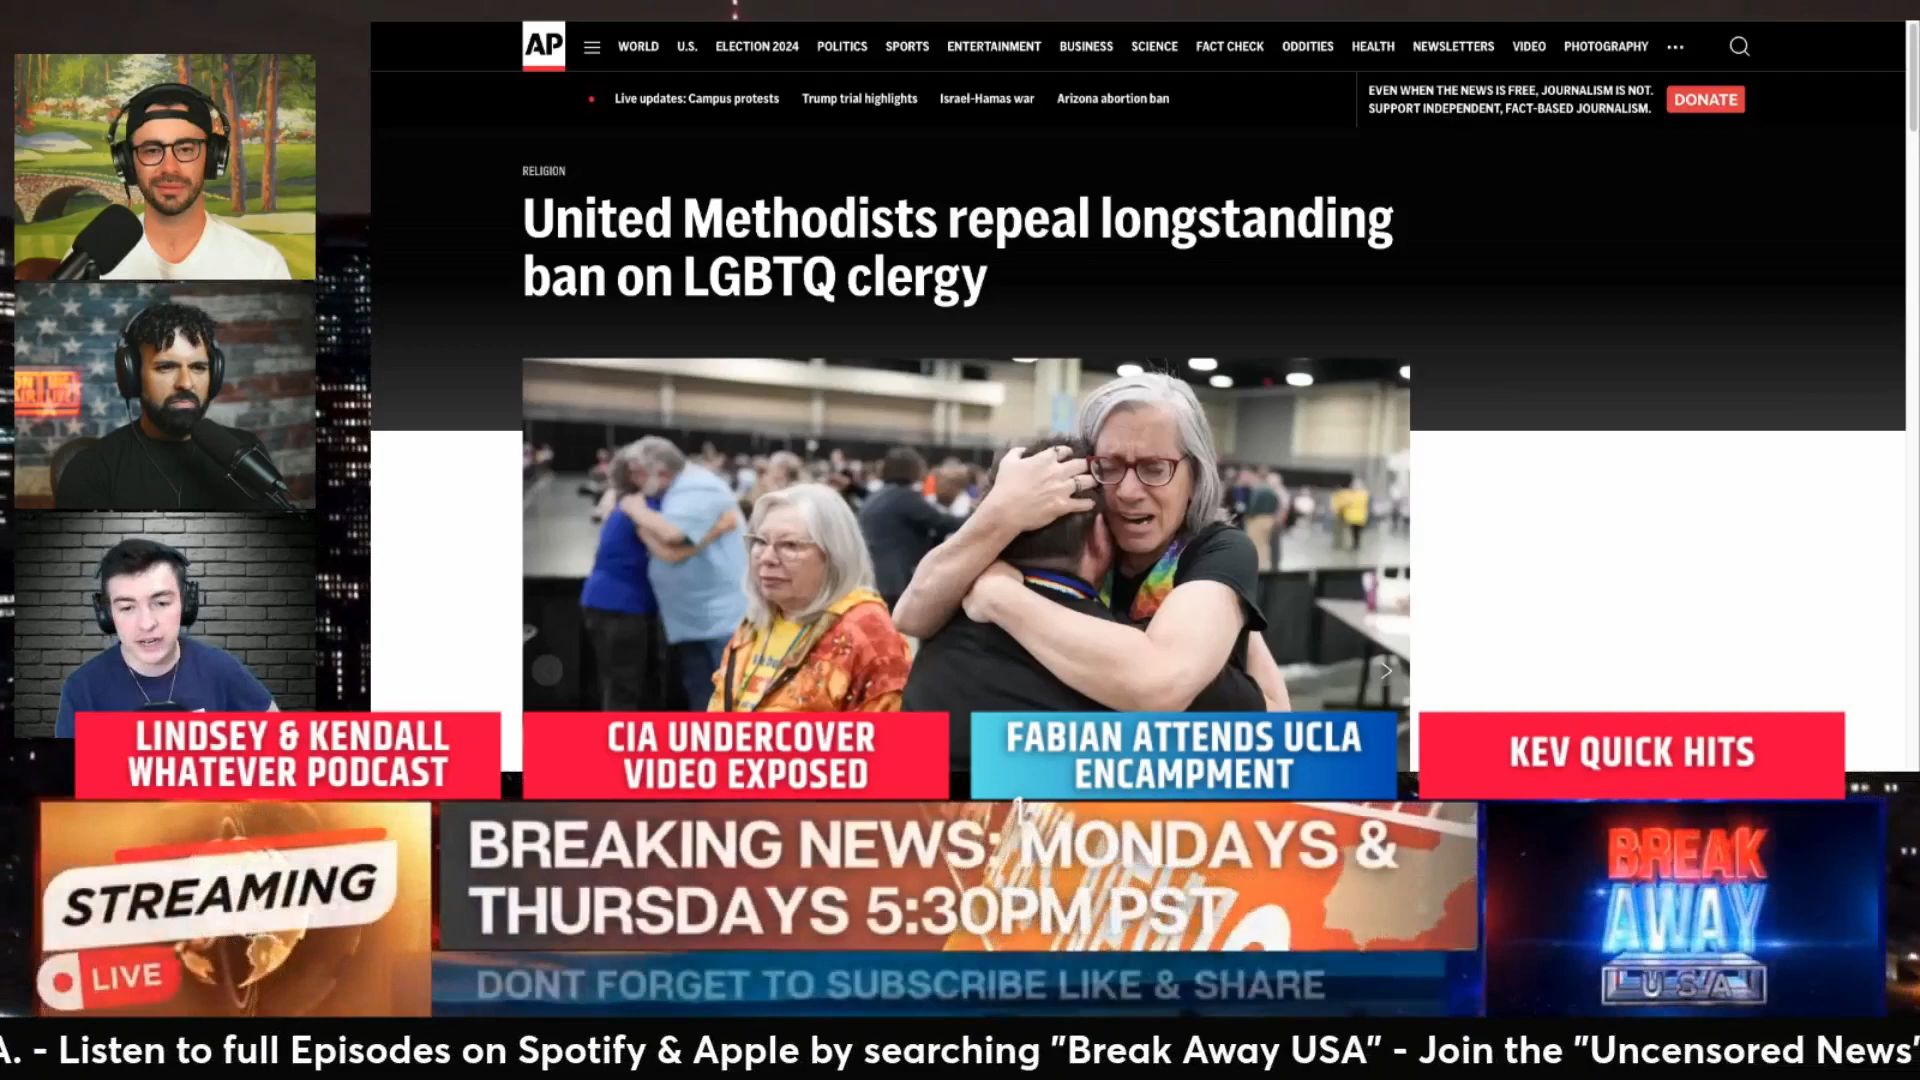 AP
WORLD U.S. ELECTION 2024 POLITICS SPORTS ENTERTAINMENT BUSINESS SCIENCE FACT CHECK ODDITIES HEALTH NEWSLETTERS VIDEO PHOTOGRAPHY ...
Live updates: Campus protests Trump trial highlights Israel-Hamas war Arizona abortion ban
EVEN WHEN THE NEWS IS FREE, JOURNALISM IS NOT.
SUPPORT INDEPENDENT, FACT-BASED JOURNALISM.
DONATE
RELIGION
United Methodists repeal longstanding
ban on LGBTQ clergy
LINDSEY & KENDALL
WHATEVER PODCAST
CIA UNDERCOVER
VIDEO EXPOSED
FABIAN ATTENDS UCLA
ENCAMPMENT
KEV QUICK HITS
STREAMING
LIVE
BREAKING NEWS: MONDAYS &
THURSDAYS 5:30PM PST
DONT FORGET TO SUBSCRIBE LIKE & SHARE
BREAK
AWAY
USA
A. - Listen to full Episodes on Spotify & Apple by searching "Break Away USA" - Join the "Uncensored News"